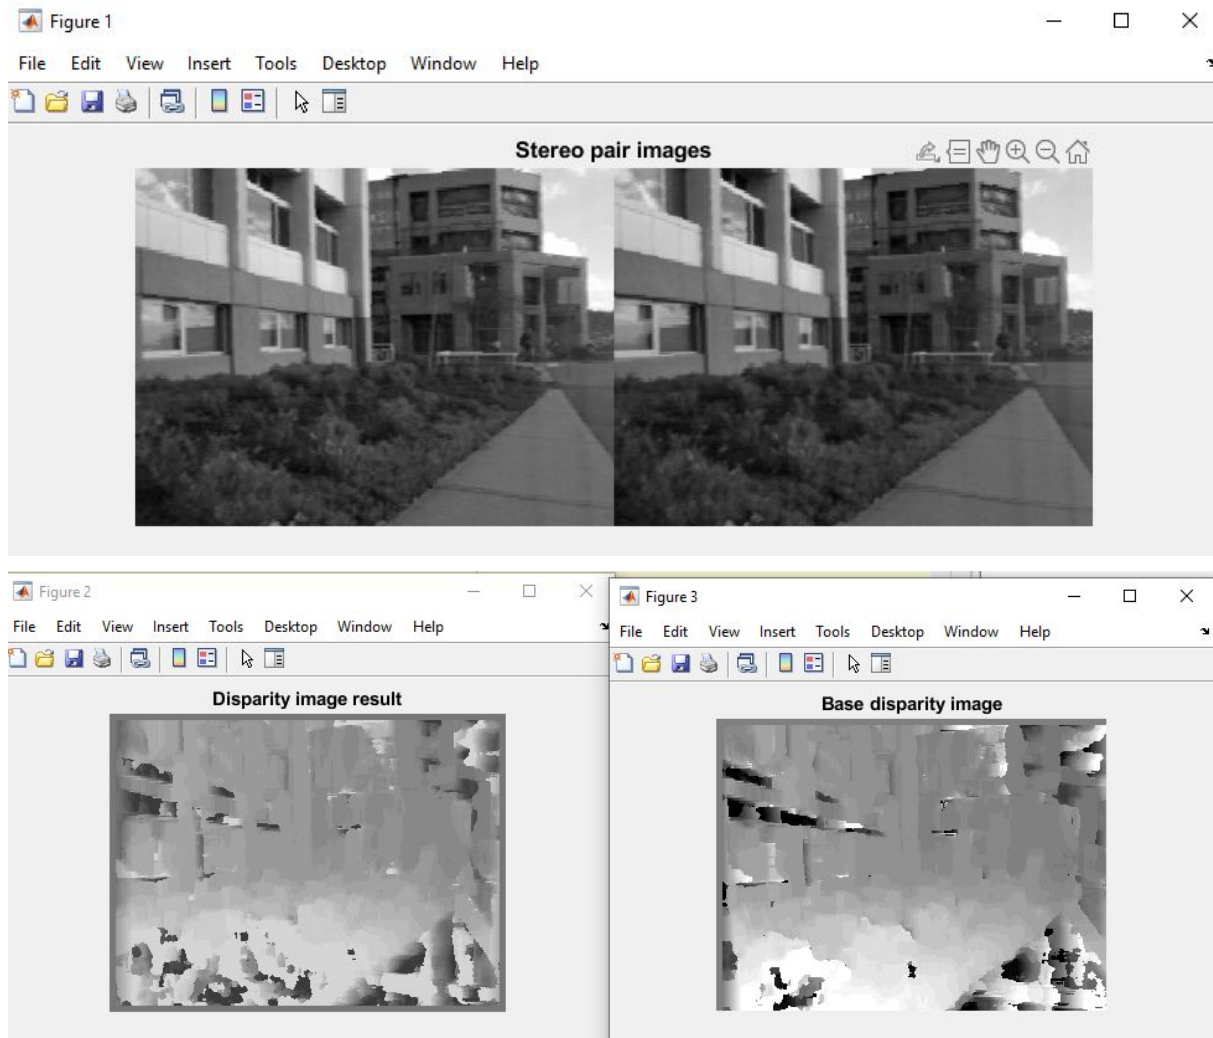 Figure 1
File Edit View Insert Tools Desktop Window Help
Stereo pair images
Figure 2
File Edit View Insert Tools Desktop Window Help
Disparity image result
Figure 3
File Edit View Insert Tools Desktop Window Help
Base disparity image